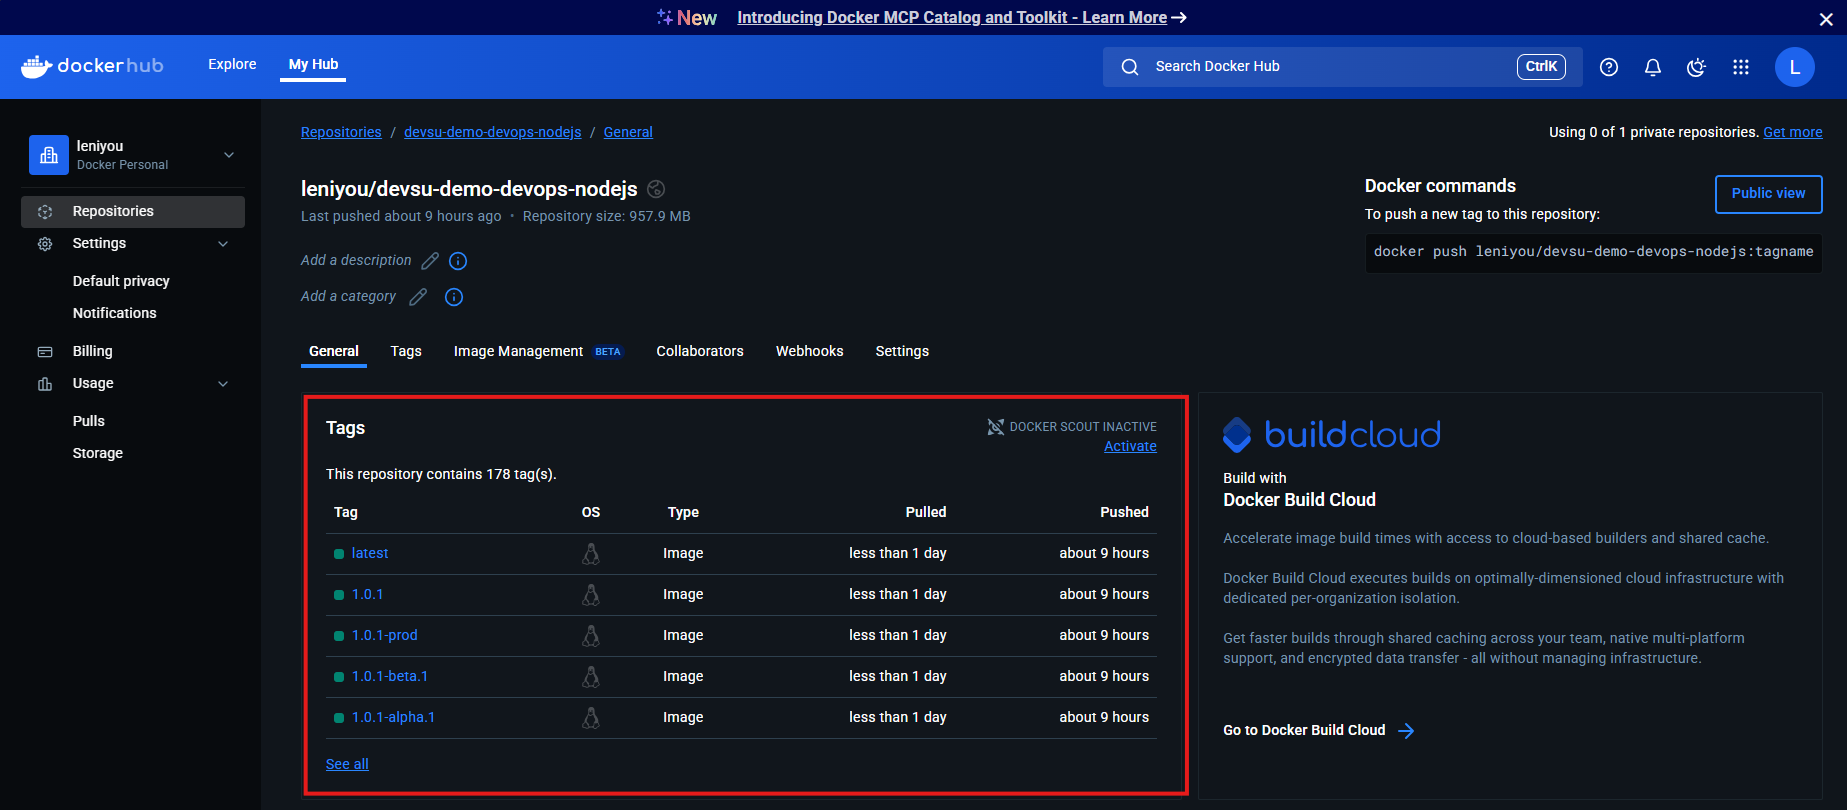 New Introducing Docker MCP Catalog and Toolkit - Learn More →
dockerhub Explore My Hub Search Docker Hub CtrlK L
leniyou
Docker Personal
Repositories
Settings
Default privacy
Notifications
Billing
Usage
Pulls
Storage
Repositories / devsu-demo-devops-nodejs / General
Using 0 of 1 private repositories. Get more
leniyou/devsu-demo-devops-nodejs
Last pushed about 9 hours ago • Repository size: 957.9 MB
Add a description
Add a category
Docker commands
Public view
To push a new tag to this repository:
docker push leniyou/devsu-demo-devops-nodejs:tagname
General Tags Image Management BETA Collaborators Webhooks Settings
Tags
DOCKER SCOUT INACTIVE
Activate
This repository contains 178 tag(s).
Tag OS Type Pulled Pushed
latest Image less than 1 day about 9 hours
1.0.1 Image less than 1 day about 9 hours
1.0.1-prod Image less than 1 day about 9 hours
1.0.1-beta.1 Image less than 1 day about 9 hours
1.0.1-alpha.1 Image less than 1 day about 9 hours
See all
buildcloud
Build with
Docker Build Cloud
Accelerate image build times with access to cloud-based builders and shared cache.
Docker Build Cloud executes builds on optimally-dimensioned cloud infrastructure with
dedicated per-organization isolation.
Get faster builds through shared caching across your team, native multi-platform
support, and encrypted data transfer - all without managing infrastructure.
Go to Docker Build Cloud →